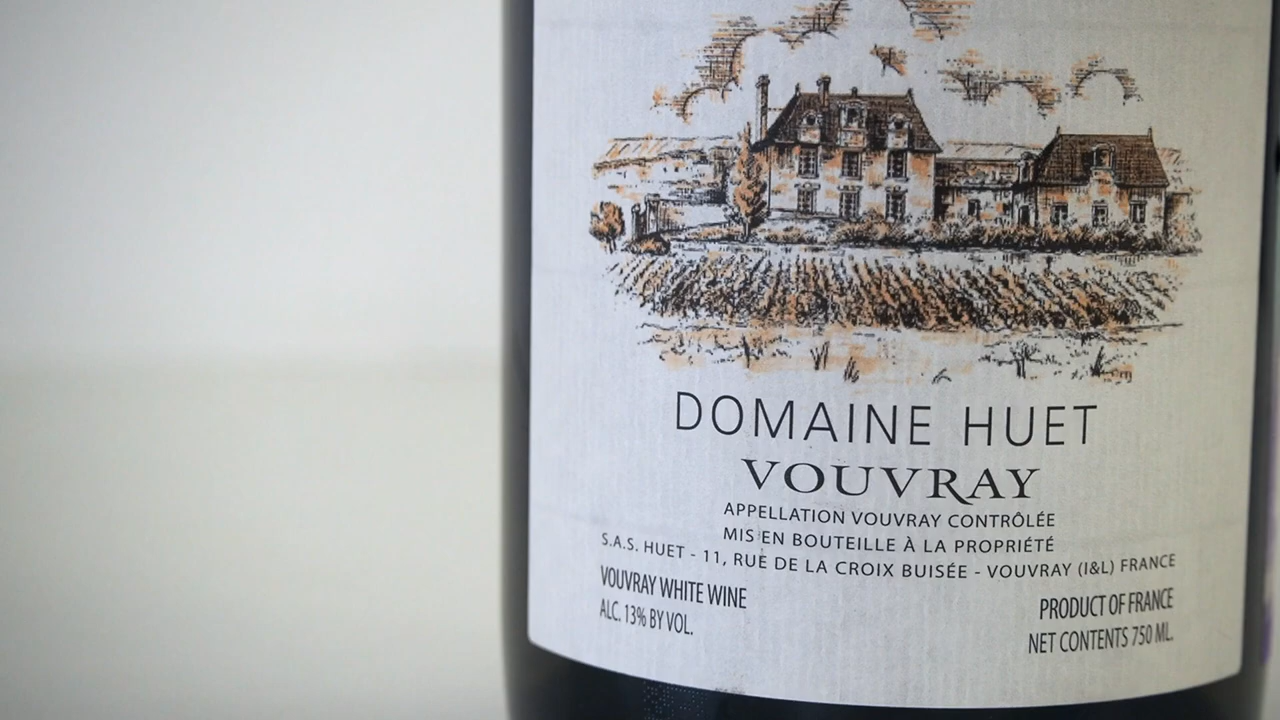 DOMAINE HUET
VOUVRAY
APPELLATION VOUVRAY CONTRÔLÉE
MIS EN BOUTEILLE À LA PROPRIÉTÉ
S.A.S. HUET - 11, RUE DE LA CROIX BUISÉE - VOUVRAY (I&L) FRANCE
VOUVRAY WHITE WINE
PRODUCT OF FRANCE
ALC. 13% BY VOL.
NET CONTENTS 750 ML.